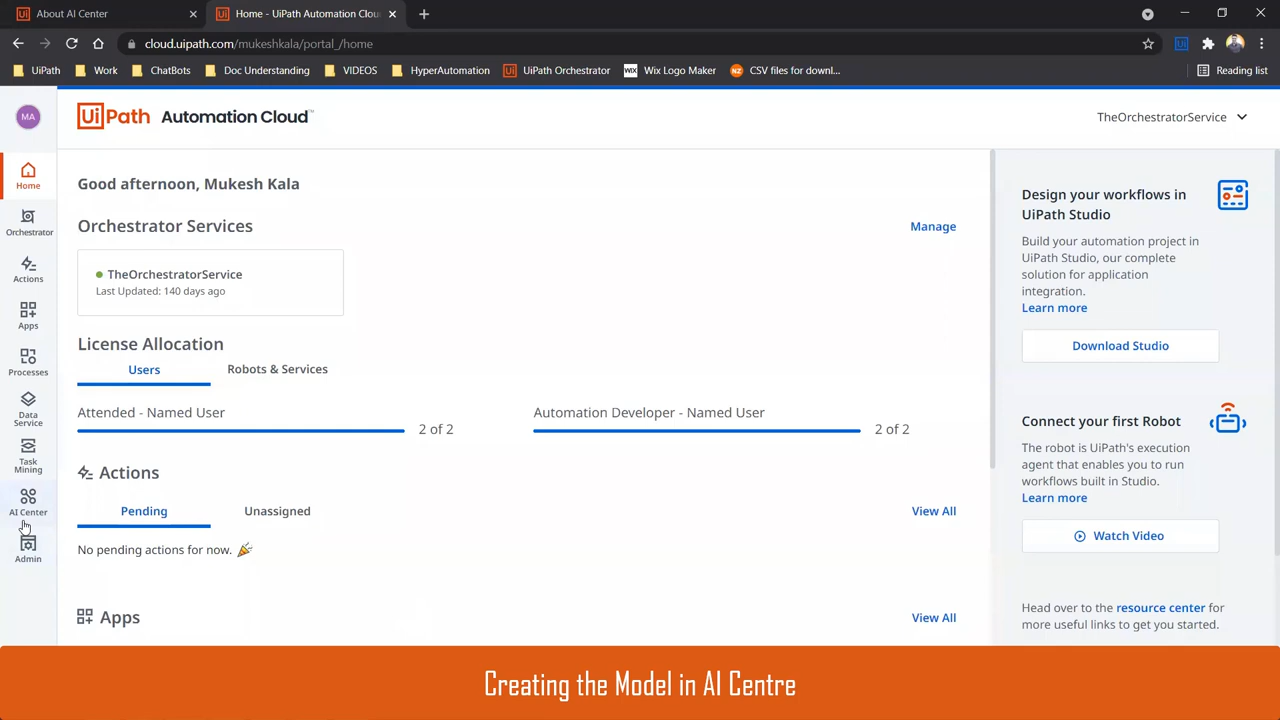 About AI Center
Home - UiPath Automation Clou
cloud.uipath.com/mukeshkala/portal_/home
UiPath
Work
ChatBots
Doc Understanding
VIDEOS
HyperAutomation
UiPath Orchestrator
Wix Logo Maker
CSV files for downl...
Reading list
MA
Home
Orchestrator
Actions
Apps
Processes
Data
Service
Task
Mining
AI Center
Admin
UiPath Automation Cloud™
TheOrchestratorService
Good afternoon, Mukesh Kala
Orchestrator Services
Manage
TheOrchestratorService
Last Updated: 140 days ago
License Allocation
Users
Robots & Services
Attended - Named User
2 of 2
Automation Developer - Named User
2 of 2
Actions
Pending
Unassigned
View All
No pending actions for now.
Apps
View All
Design your workflows in
UiPath Studio
Build your automation project in
UiPath Studio, our complete
solution for application
integration.
Learn more
Download Studio
Connect your first Robot
The robot is UiPath's execution
agent that enables you to run
workflows built in Studio.
Learn more
Watch Video
Head over to the resource center for
more useful links to get you started.
Creating the Model in AI Centre